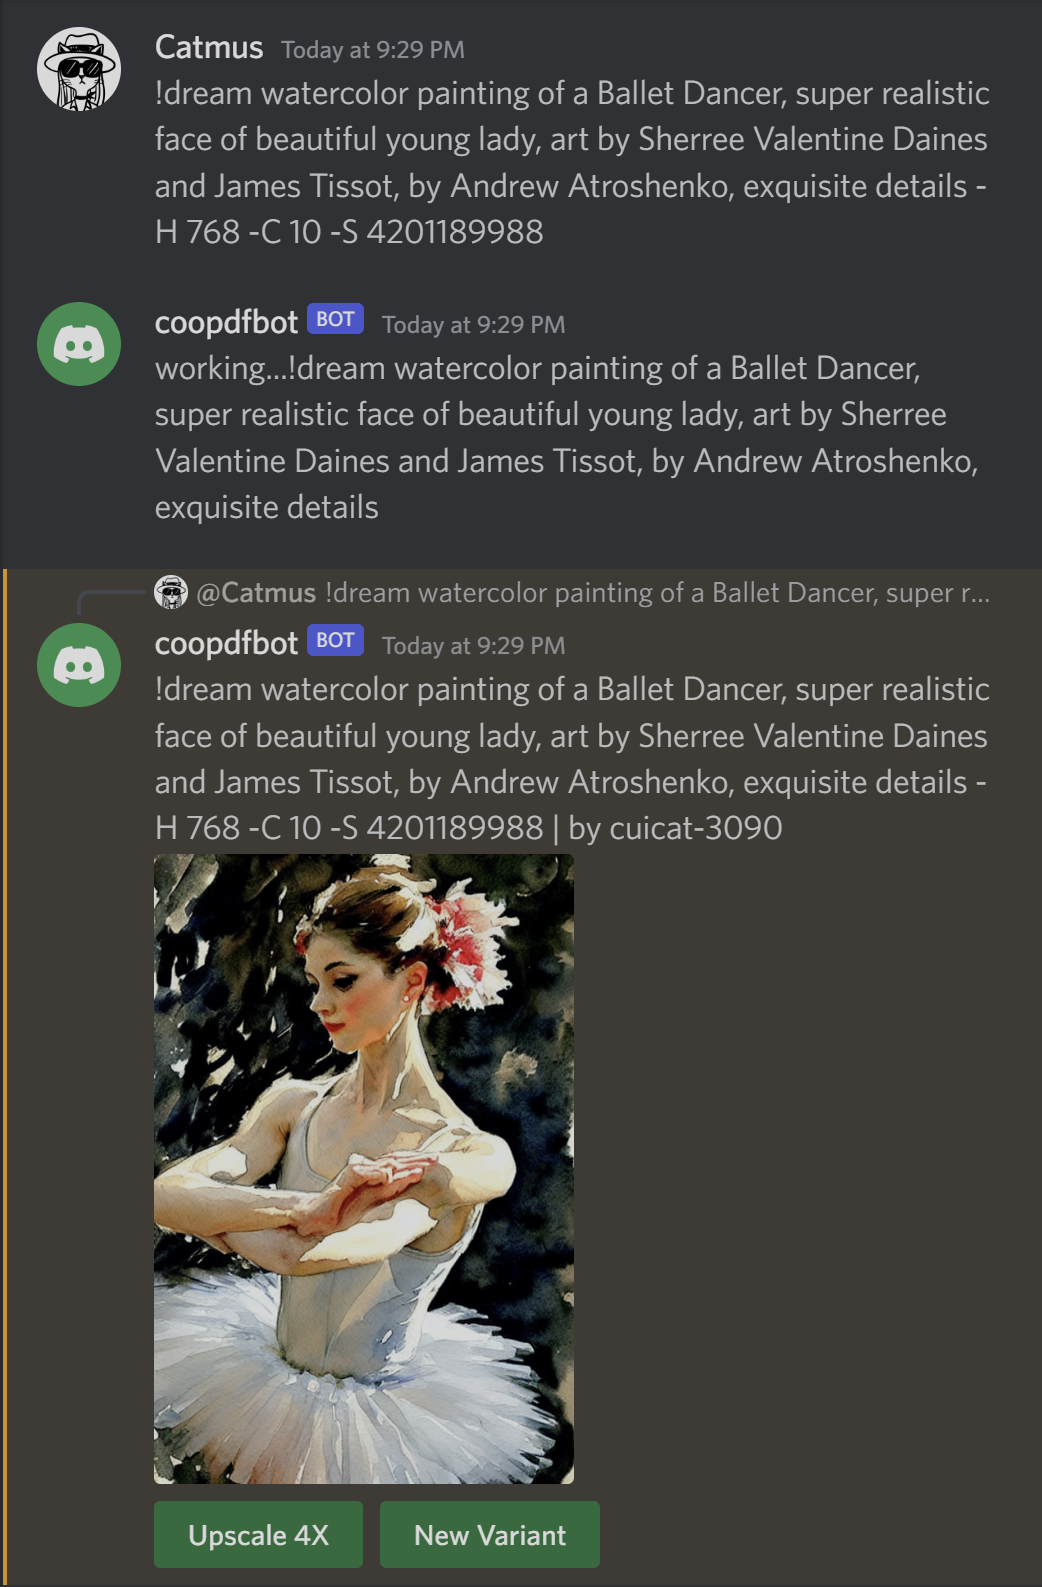 Catmus Today at 9:29 PM
!dream watercolor painting of a Ballet Dancer, super realistic
face of beautiful young lady, art by Sherree Valentine Daines
and James Tissot, by Andrew Atroshenko, exquisite details -
H 768 -C 10 -S 4201189988
coopdfbot BOT Today at 9:29 PM
working...!dream watercolor painting of a Ballet Dancer,
super realistic face of beautiful young lady, art by Sherree
Valentine Daines and James Tissot, by Andrew Atroshenko,
exquisite details
@Catmus !dream watercolor painting of a Ballet Dancer, super r...
coopdfbot BOT Today at 9:29 PM
!dream watercolor painting of a Ballet Dancer, super realistic
face of beautiful young lady, art by Sherree Valentine Daines
and James Tissot, by Andrew Atroshenko, exquisite details -
H 768 -C 10 -S 4201189988 | by cuicat-3090
Upscale 4X New Variant